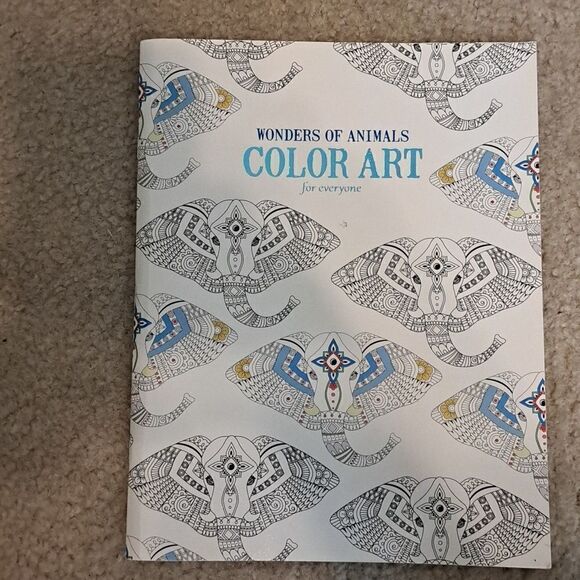 WONDERS OF ANIMALS
COLOR ART
for everyone